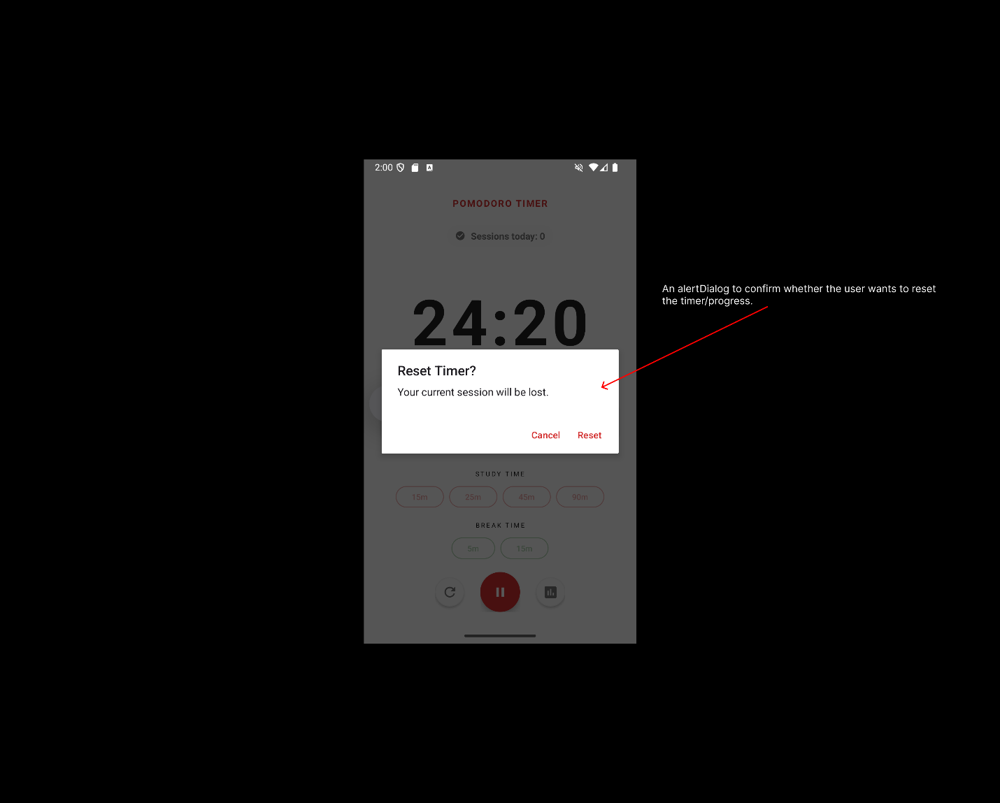 2:00
POMODORO TIMER
Sessions today: 0
24:20
An alertDialog to confirm whether the user wants to reset
the timer/progress.
Reset Timer?
Your current session will be lost.
Cancel Reset
STUDY TIME
15m 25m 45m 90m
BREAK TIME
5m 15m